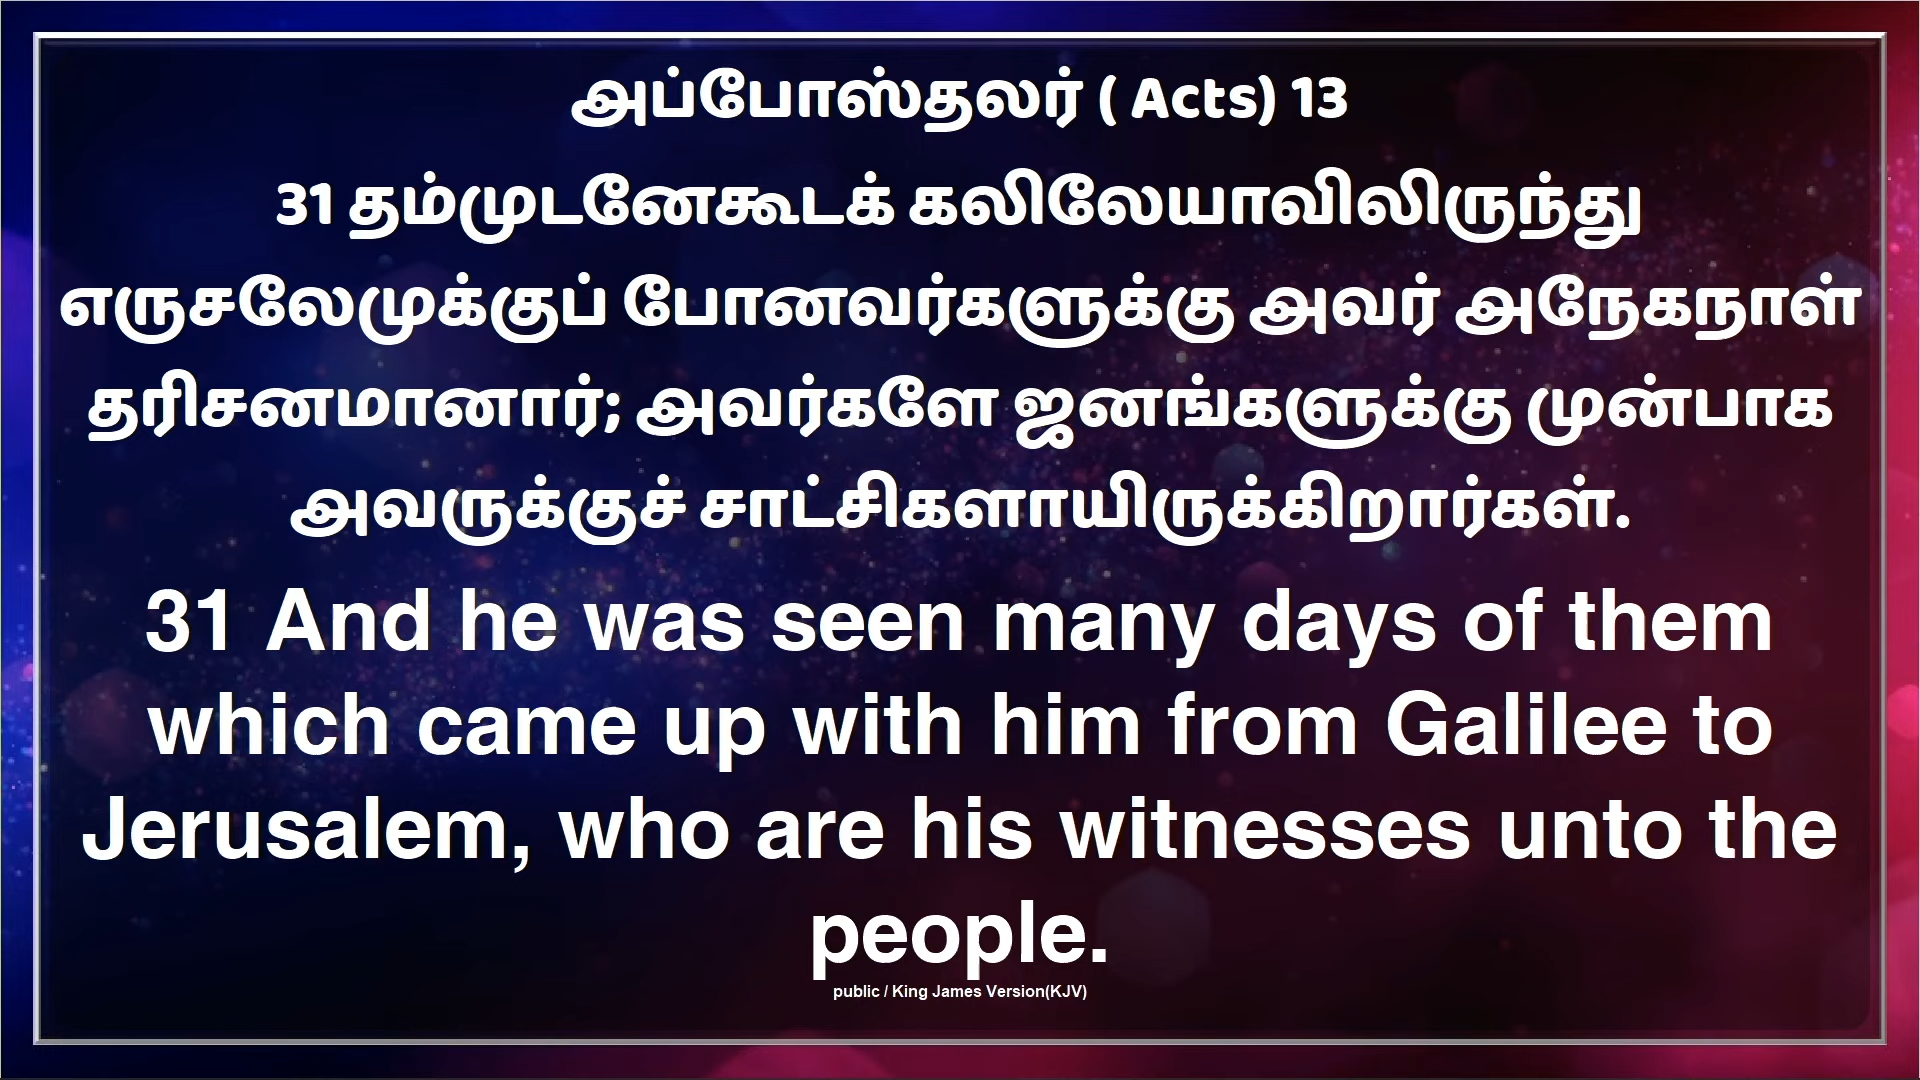 அப்போஸ்தலர் ( Acts) 13
31 தம்முடனேகூடக் கலிலேயாவிலிருந்து
எருசலேமுக்குப் போனவர்களுக்கு அவர் அநேகநாள்
தரிசனமானார்; அவர்களே ஜனங்களுக்கு முன்பாக
அவருக்குச் சாட்சிகளாயிருக்கிறார்கள்.
31 And he was seen many days of them
which came up with him from Galilee to
Jerusalem, who are his witnesses unto the
people.
public / King James Version(KJV)